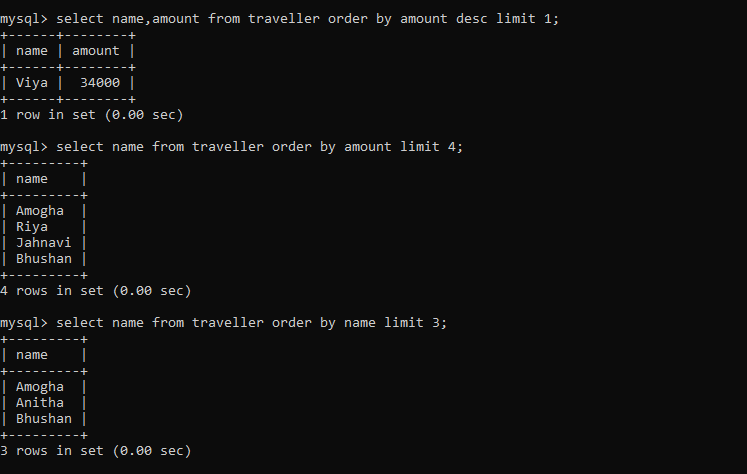 mysql> select name,amount from traveller order by amount desc limit 1;
+------+--------+
| name | amount |
+------+--------+
| Viya |  34000 |
+------+--------+
1 row in set (0.00 sec)
mysql> select name from traveller order by amount limit 4;
+---------+
| name    |
+---------+
| Amogha  |
| Riya    |
| Jahnavi |
| Bhushan |
+---------+
4 rows in set (0.00 sec)
mysql> select name from traveller order by name limit 3;
+---------+
| name    |
+---------+
| Amogha  |
| Anitha  |
| Bhushan |
+---------+
3 rows in set (0.00 sec)